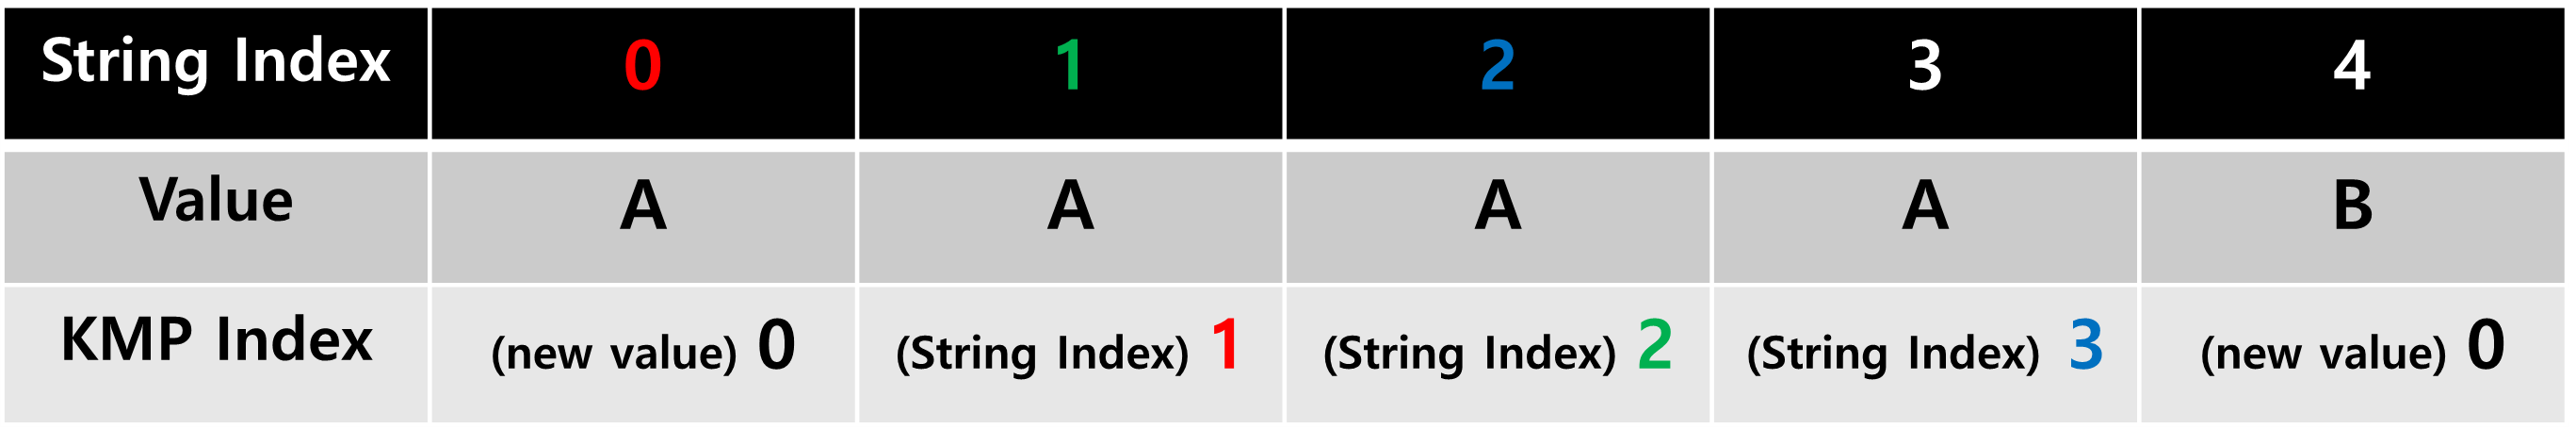 String Index 0 1 2 3 4
Value A A A A B
KMP Index (new value) 0 (String Index) 1 (String Index) 2 (String Index) 3 (new value) 0